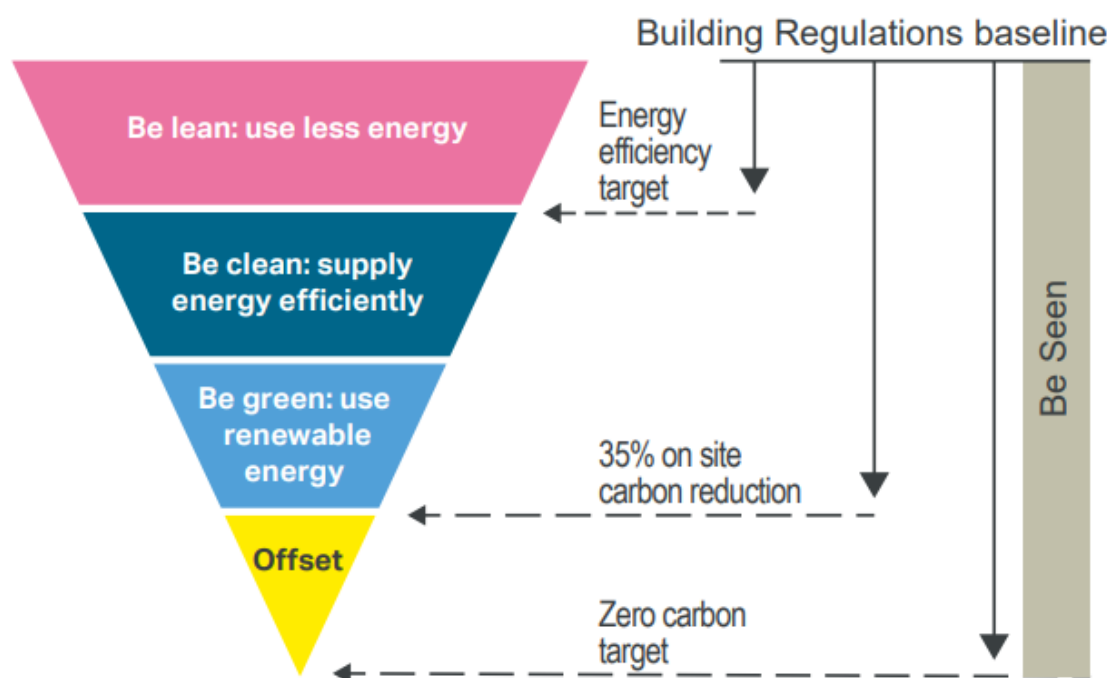 Building Regulations baseline
Be lean: use less energy
Energy
efficiency
target
Be clean: supply
energy efficiently
Be Seen
Be green: use
renewable
energy
35% on site
carbon reduction
Offset
Zero carbon
target